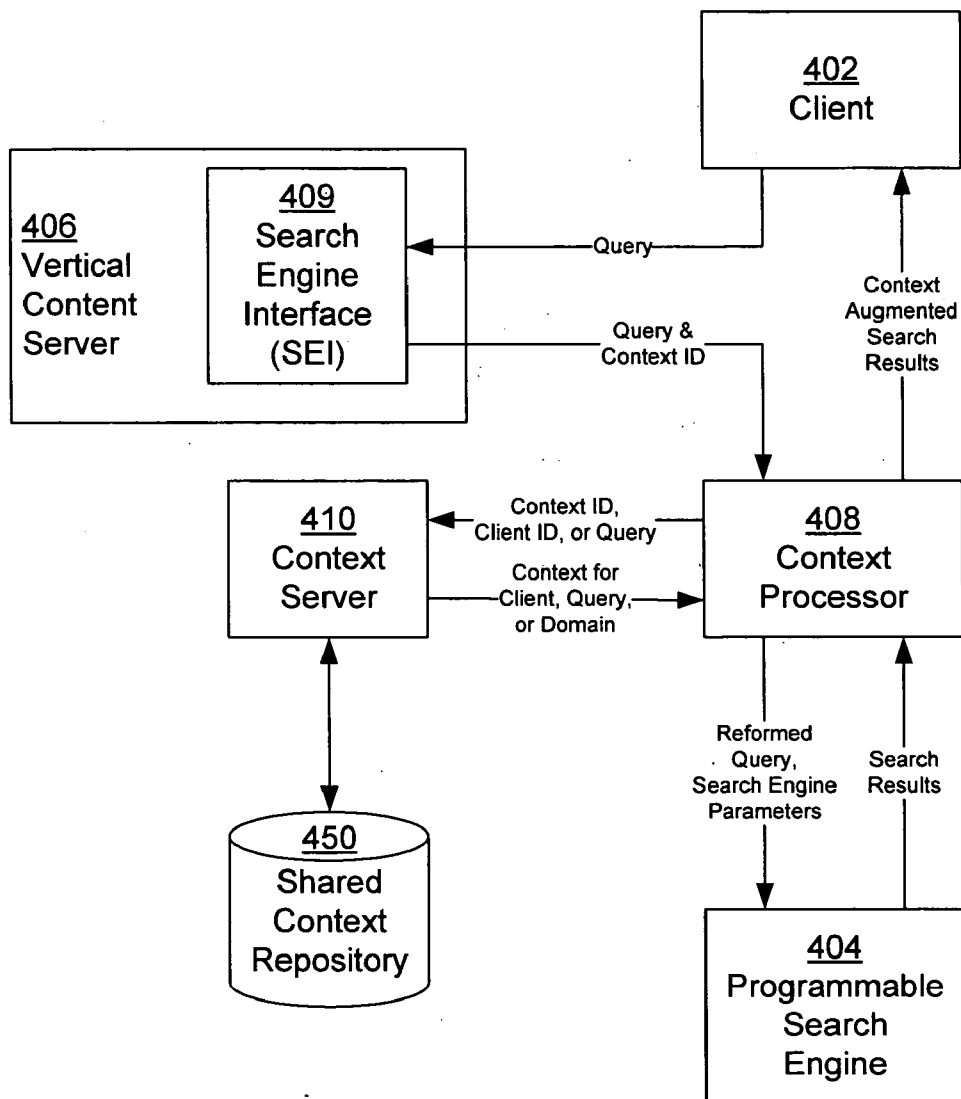 402
Client
409
Search
Engine
Interface
(SEI)
406
Vertical
Content
Server
Query
Query &
Context ID
Context
Augmented
Search
Results
410
Context
Server
Context ID,
Client ID, or Query
Context for
Client, Query,
or Domain
408
Context
Processor
Reformed
Query,
Search Engine
Parameters
Search
Results
450
Shared
Context
Repository
404
Programmable
Search
Engine